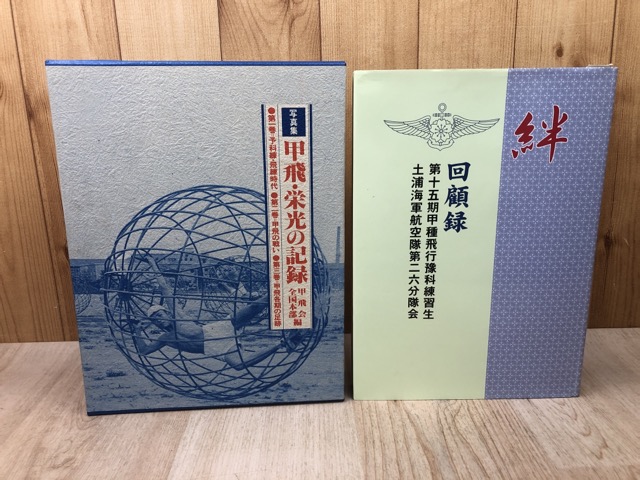 写真集
甲飛・栄光の記録
甲飛会
全国本部編
●第一巻・予科練・飛練時代 ●第二巻・甲飛の戦い ●第三巻・甲飛各期の足跡
絆
回顧録
第十五期甲種飛行豫科練習生
土浦海軍航空隊第二六分隊会